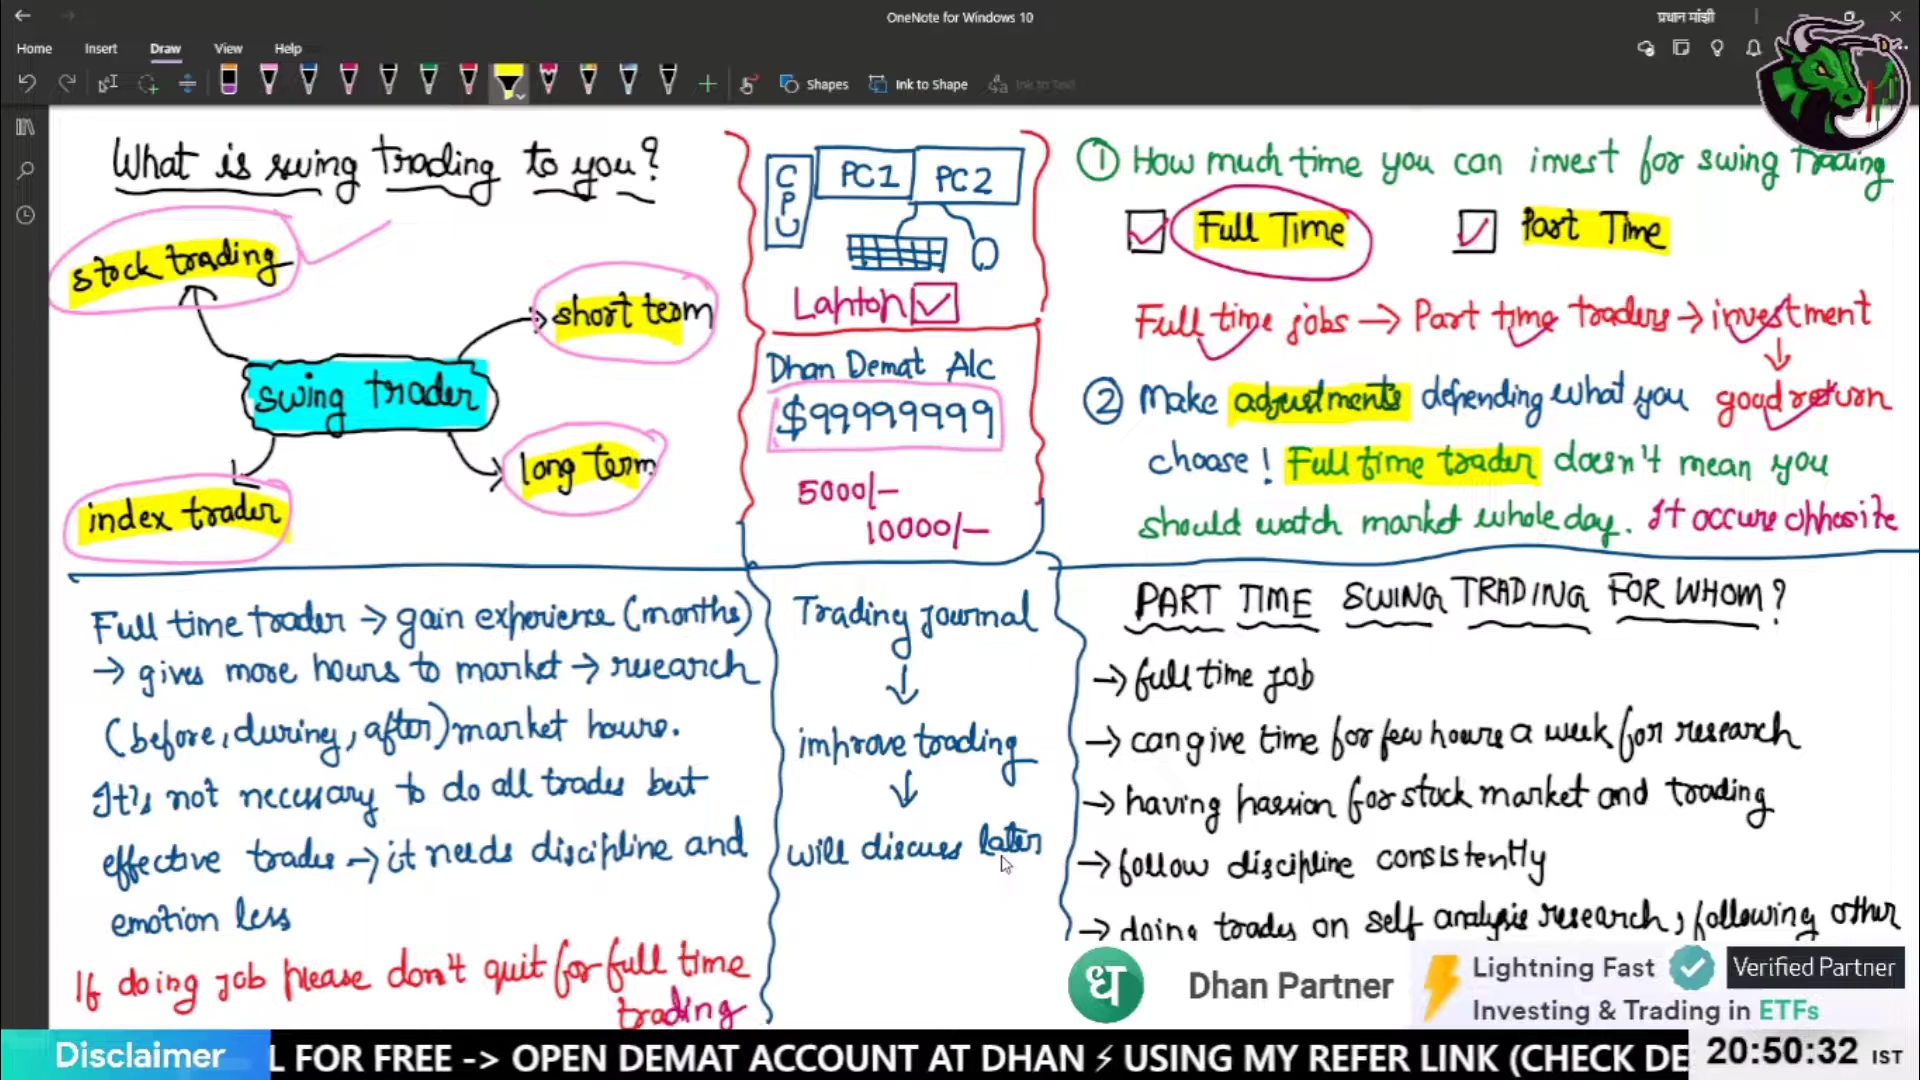 OneNote for Windows 10
प्रधान मांझी
Home Insert Draw View Help
Shapes Ink to Shape Ink to Text
What is swing trading to you?
stock trading
short term
swing trader
long term
index trader
CPU PC1 PC2
Laptop
Dhan Demat A/c
$99999999
5000/-
10000/-
① How much time you can invest for swing trading
Full Time Part Time
Full time jobs → Part time traders → investment
↓
② Make adjustments depending what you good return
choose! Full time trader doesn't mean you
should watch market whole day. It occurs opposite
Full time trader → gain experience (months)
→ gives more hours to market → research
(before, during, after) market hours.
It's not necessary to do all trades but
effective trades → it needs discipline and
emotion less
If doing job please don't quit for full time
trading
Trading journal
↓
improve trading
↓
will discuss later
PART TIME SWING TRADING FOR WHOM?
→ full time job
→ can give time for few hours a week for research
→ having passion for stock market and trading
→ follow discipline consistently
→ doing trades on self analysis research, following other
ध Dhan Partner
Lightning Fast
Investing & Trading in ETFs
Verified Partner
Disclaimer
L FOR FREE -> OPEN DEMAT ACCOUNT AT DHAN ⚡ USING MY REFER LINK (CHECK DE
20:50:32 IST